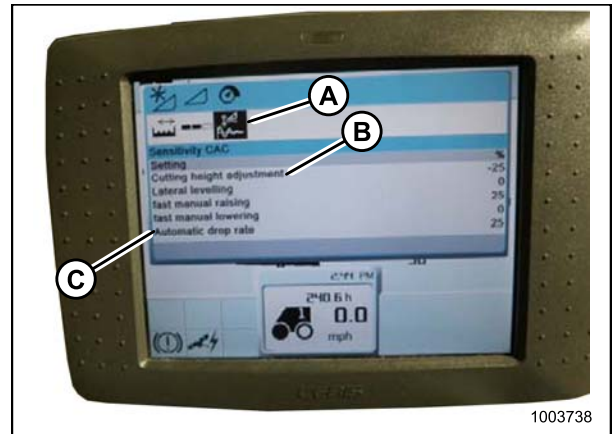 A
B
Sensitivity CAC
Setting %
Cutting height adjustment -25
Lateral levelling 0
fast manual raising 25
fast manual lowering 0
Automatic drop rate 25
C
240.6 h
0.0
mph
1003738